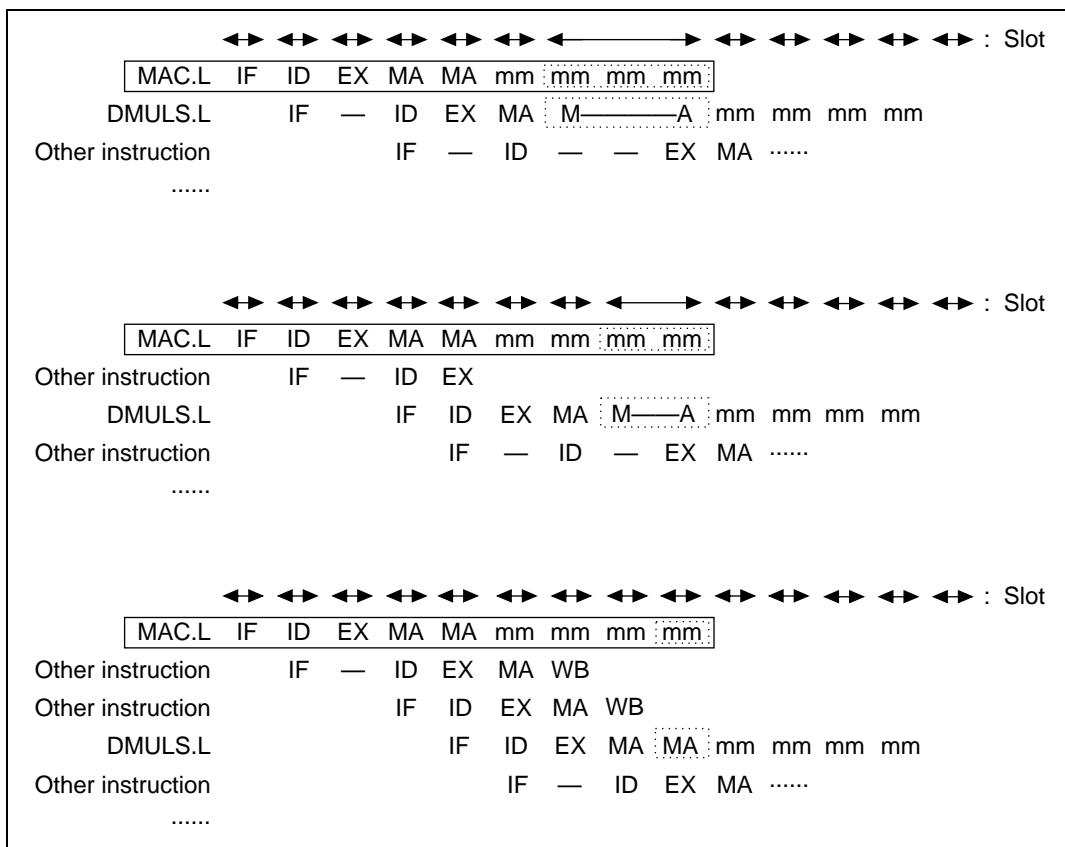 : Slot
MAC.L IF ID EX MA MA mm mm mm mm
DMULS.L IF — ID EX MA M————A mm mm mm mm
Other instruction IF — ID — — EX MA ······
······
: Slot
MAC.L IF ID EX MA MA mm mm mm mm
Other instruction IF — ID EX
DMULS.L IF ID EX MA M——A mm mm mm mm
Other instruction IF — ID — EX MA ······
······
: Slot
MAC.L IF ID EX MA MA mm mm mm mm
Other instruction IF — ID EX MA WB
Other instruction IF ID EX MA WB
DMULS.L IF ID EX MA MA mm mm mm mm
Other instruction IF — ID EX MA ······
······